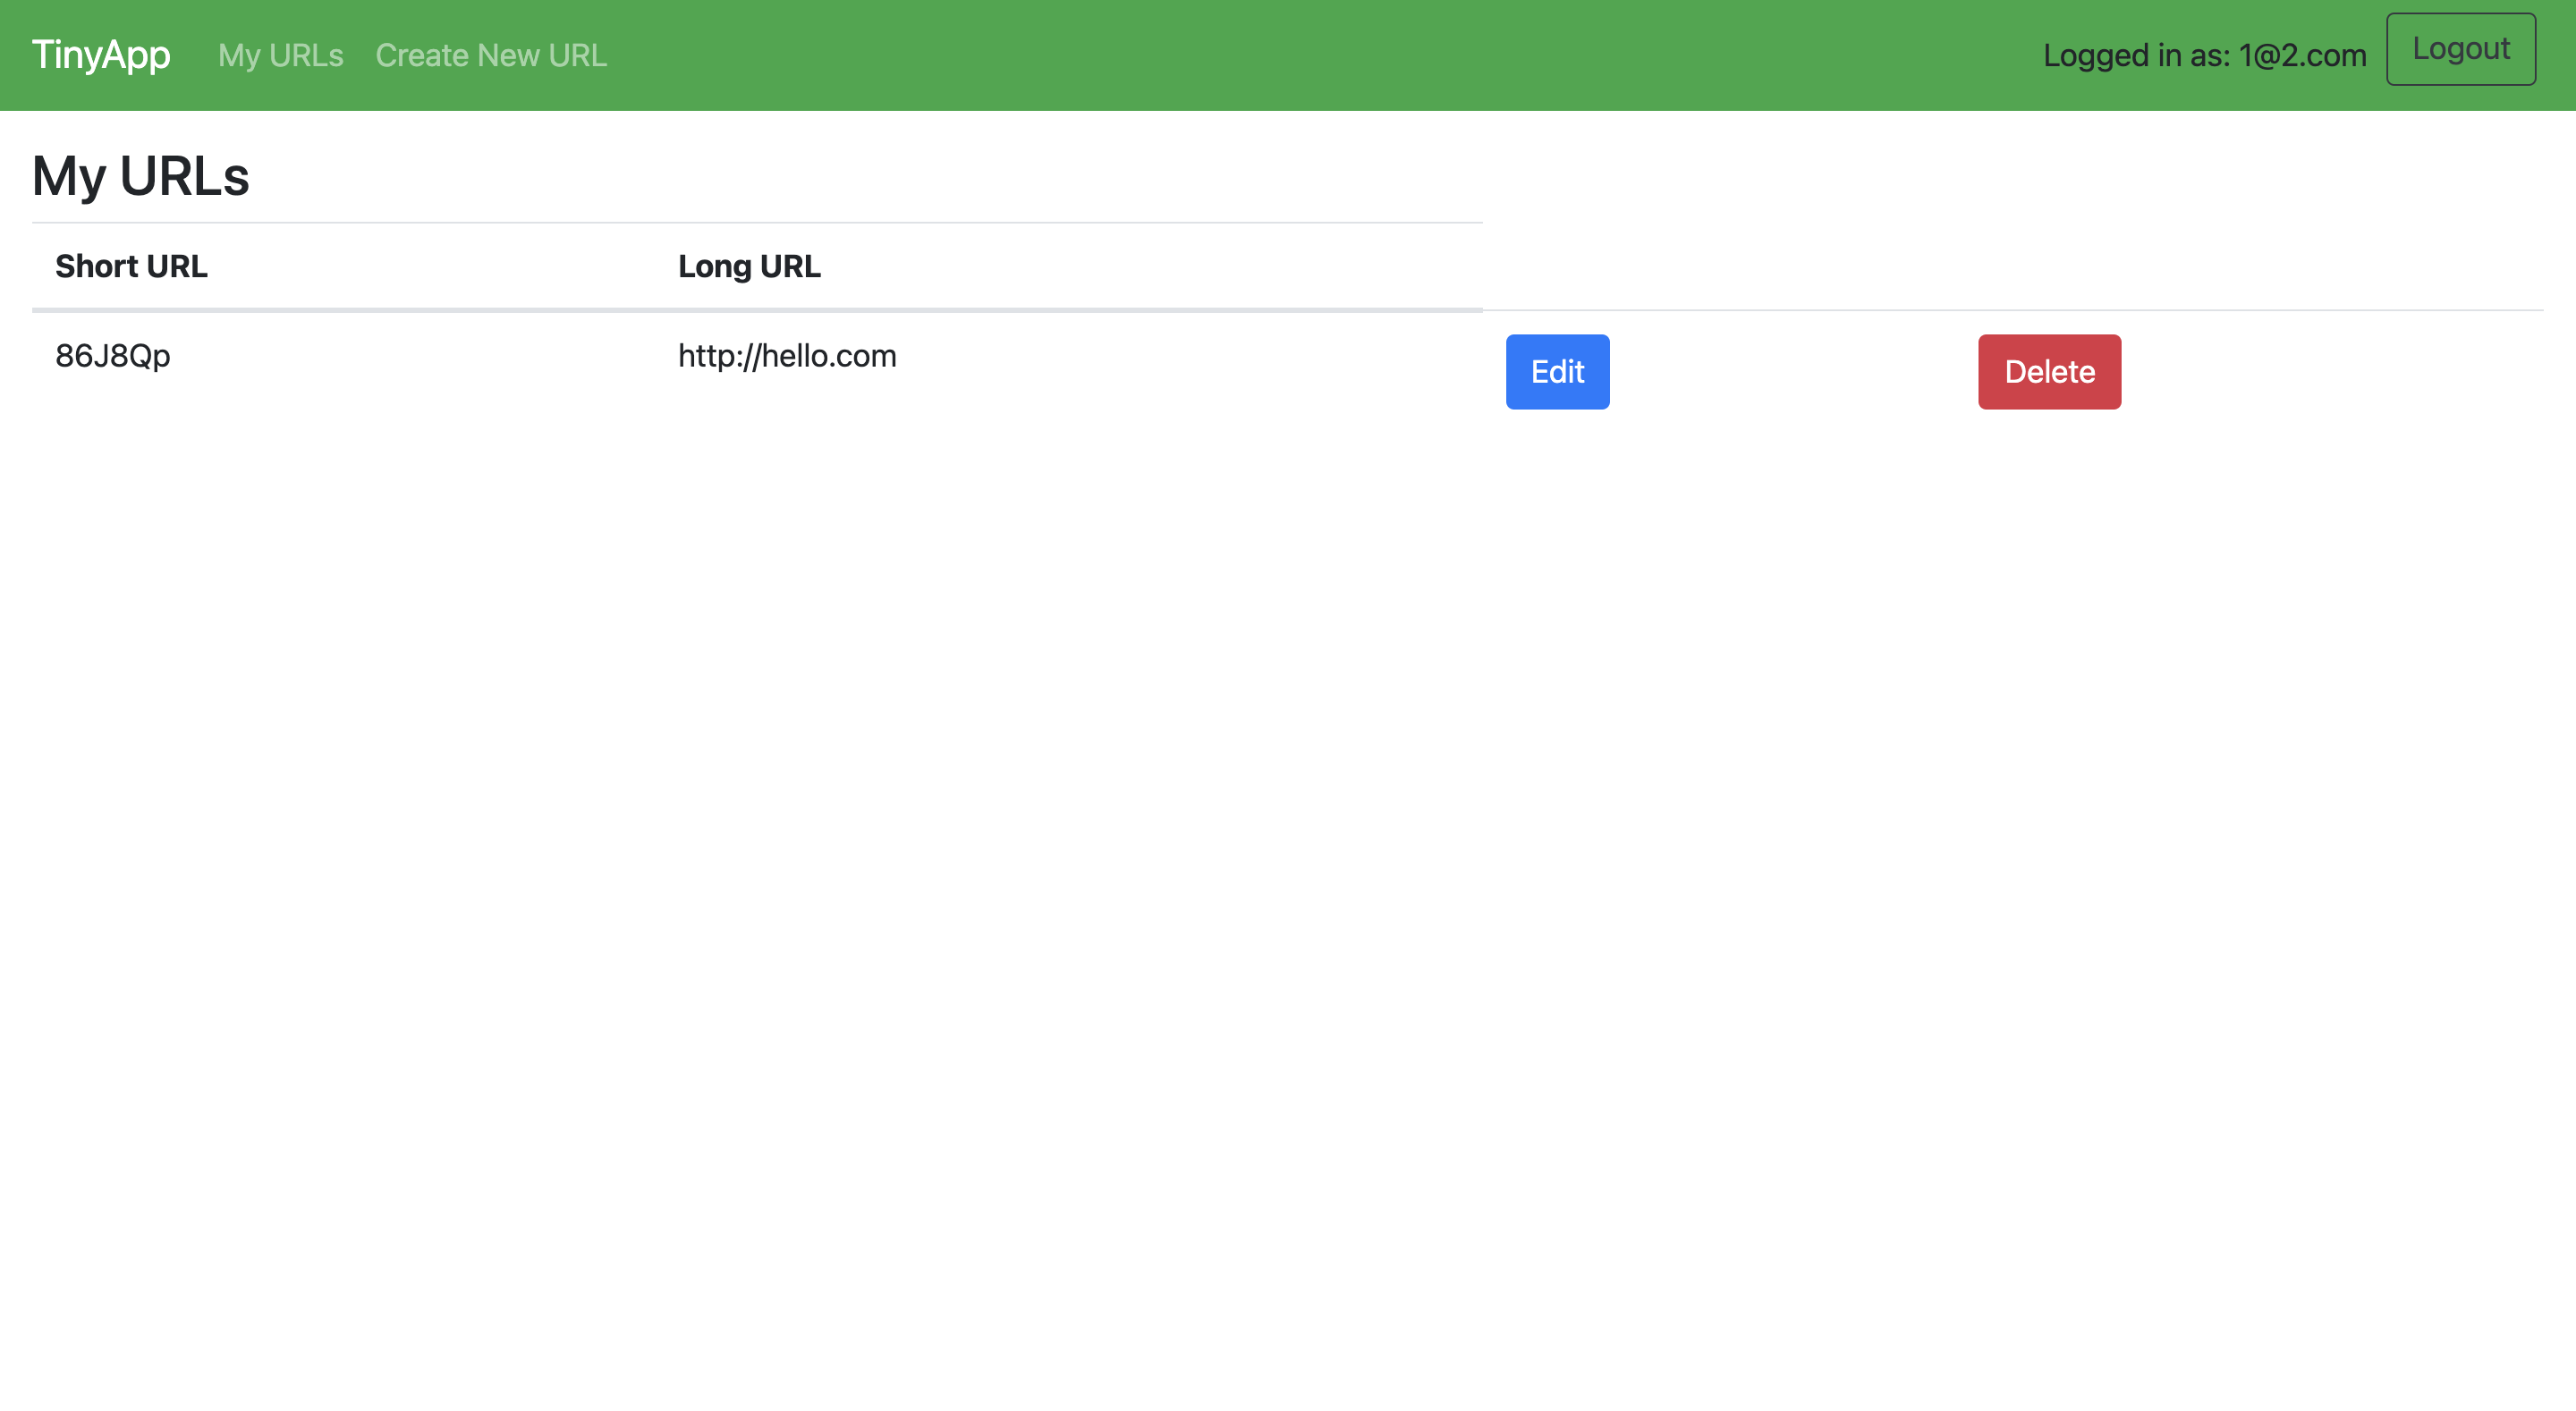 TinyApp My URLs Create New URL Logged in as: 1@2.com Logout
My URLs
Short URL Long URL
86J8Qp http://hello.com Edit Delete